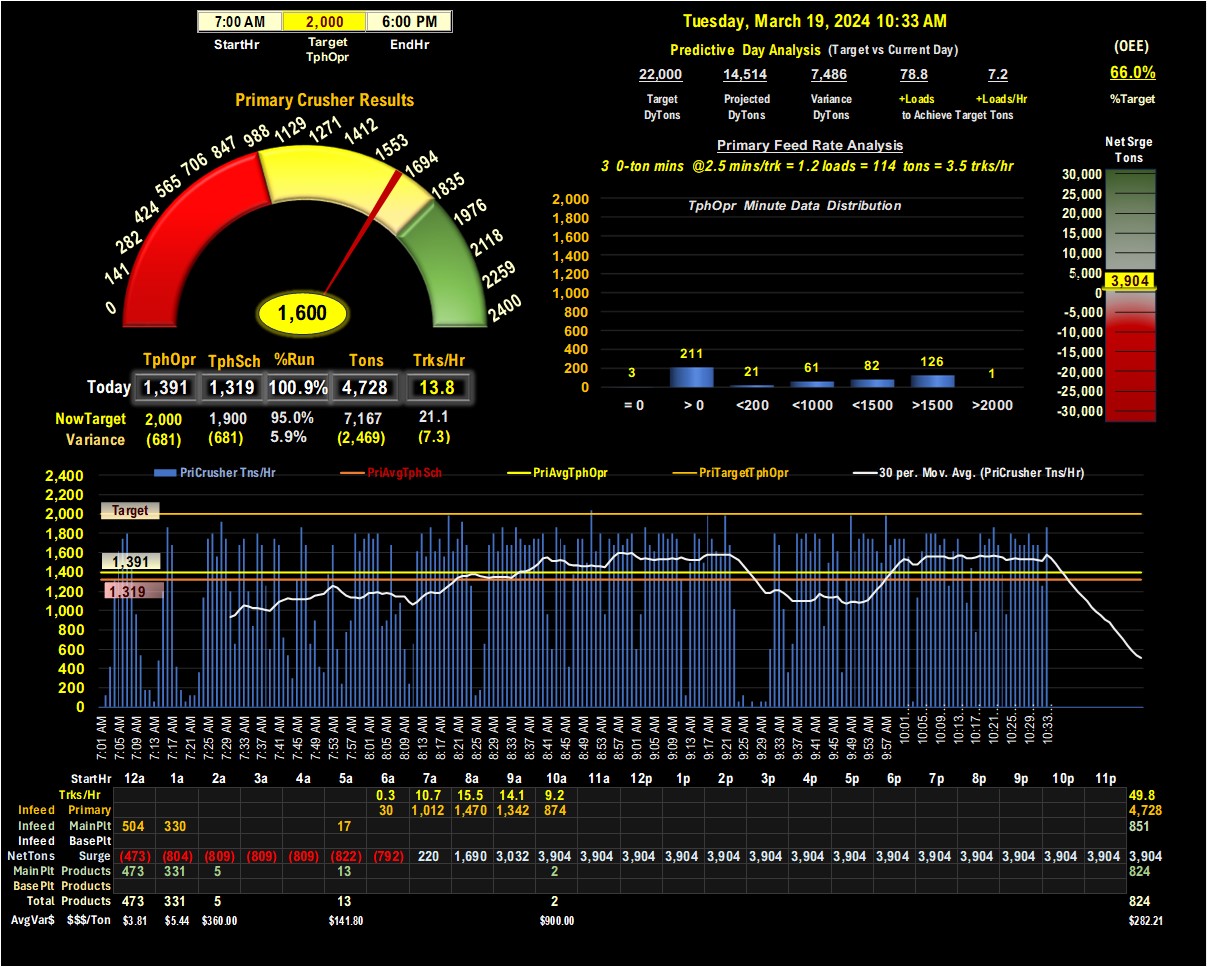 7:00 AM 2,000 6:00 PM
StartHr Target TphOpr EndHr
Tuesday, March 19, 2024 10:33 AM
Predictive Day Analysis (Target vs Current Day)
22,000 14,514 7,486 78.8 7.2
Target DyTons Projected DyTons Variance DyTons +Loads +Loads/Hr
to Achieve Target Tons
(OEE)
66.0%
%Target
Primary Crusher Results
0 141 282 424 565 706 847 988 1129 1271 1412 1553 1694 1835 1976 2118 2259 2400
1,600
Primary Feed Rate Analysis
3 0-ton mins @2.5 mins/trk = 1.2 loads = 114 tons = 3.5 trks/hr
TphOpr Minute Data Distribution
2,000
1,800
1,600
1,400
1,200
1,000
800
600
400
200
0
3 211 21 61 82 126 1
= 0 > 0 <200 <1000 <1500 >1500 >2000
Net Srge Tons
30,000
25,000
20,000
15,000
10,000
5,000
3,904
0
-5,000
-10,000
-15,000
-20,000
-25,000
-30,000
TphOpr TphSch %Run Tons Trks/Hr
Today 1,391 1,319 100.9% 4,728 13.8
NowTarget 2,000 1,900 95.0% 7,167 21.1
Variance (681) (681) 5.9% (2,469) (7.3)
PriCrusher Tns/Hr PriAvgTphSch PriAvgTphOpr PriTargetTphOpr 30 per. Mov. Avg. (PriCrusher Tns/Hr)
2,400
2,200
2,000
1,800
1,600
1,400
1,200
1,000
800
600
400
200
0
Target
1,391
1,319
7:01 AM 7:05 AM 7:09 AM 7:13 AM 7:17 AM 7:21 AM 7:25 AM 7:29 AM 7:33 AM 7:37 AM 7:41 AM 7:45 AM 7:49 AM 7:53 AM 7:57 AM 8:01 AM 8:05 AM 8:09 AM 8:13 AM 8:17 AM 8:21 AM 8:25 AM 8:29 AM 8:33 AM 8:37 AM 8:41 AM 8:45 AM 8:49 AM 8:53 AM 8:57 AM 9:01 AM 9:05 AM 9:09 AM 9:13 AM 9:17 AM 9:21 AM 9:25 AM 9:29 AM 9:33 AM 9:37 AM 9:41 AM 9:45 AM 9:49 AM 9:53 AM 9:57 AM 10:01… 10:05… 10:09… 10:13… 10:17… 10:21… 10:25… 10:29… 10:33…
StartHr 12a 1a 2a 3a 4a 5a 6a 7a 8a 9a 10a 11a 12p 1p 2p 3p 4p 5p 6p 7p 8p 9p 10p 11p
Trks/Hr 0.3 10.7 15.5 14.1 9.2 49.8
Infeed Primary 30 1,012 1,470 1,342 874 4,728
Infeed MainPlt 504 330 17 851
Infeed BasePlt
NetTons Surge (473) (804) (809) (809) (809) (822) (792) 220 1,690 3,032 3,904 3,904 3,904 3,904 3,904 3,904 3,904 3,904 3,904 3,904 3,904 3,904 3,904 3,904 3,904
MainPlt Products 473 331 5 13 2 824
BasePlt Products
Total Products 473 331 5 13 2 824
AvgVar$ $$$/Ton $3.81 $5.44 $360.00 $141.80 $900.00 $282.21